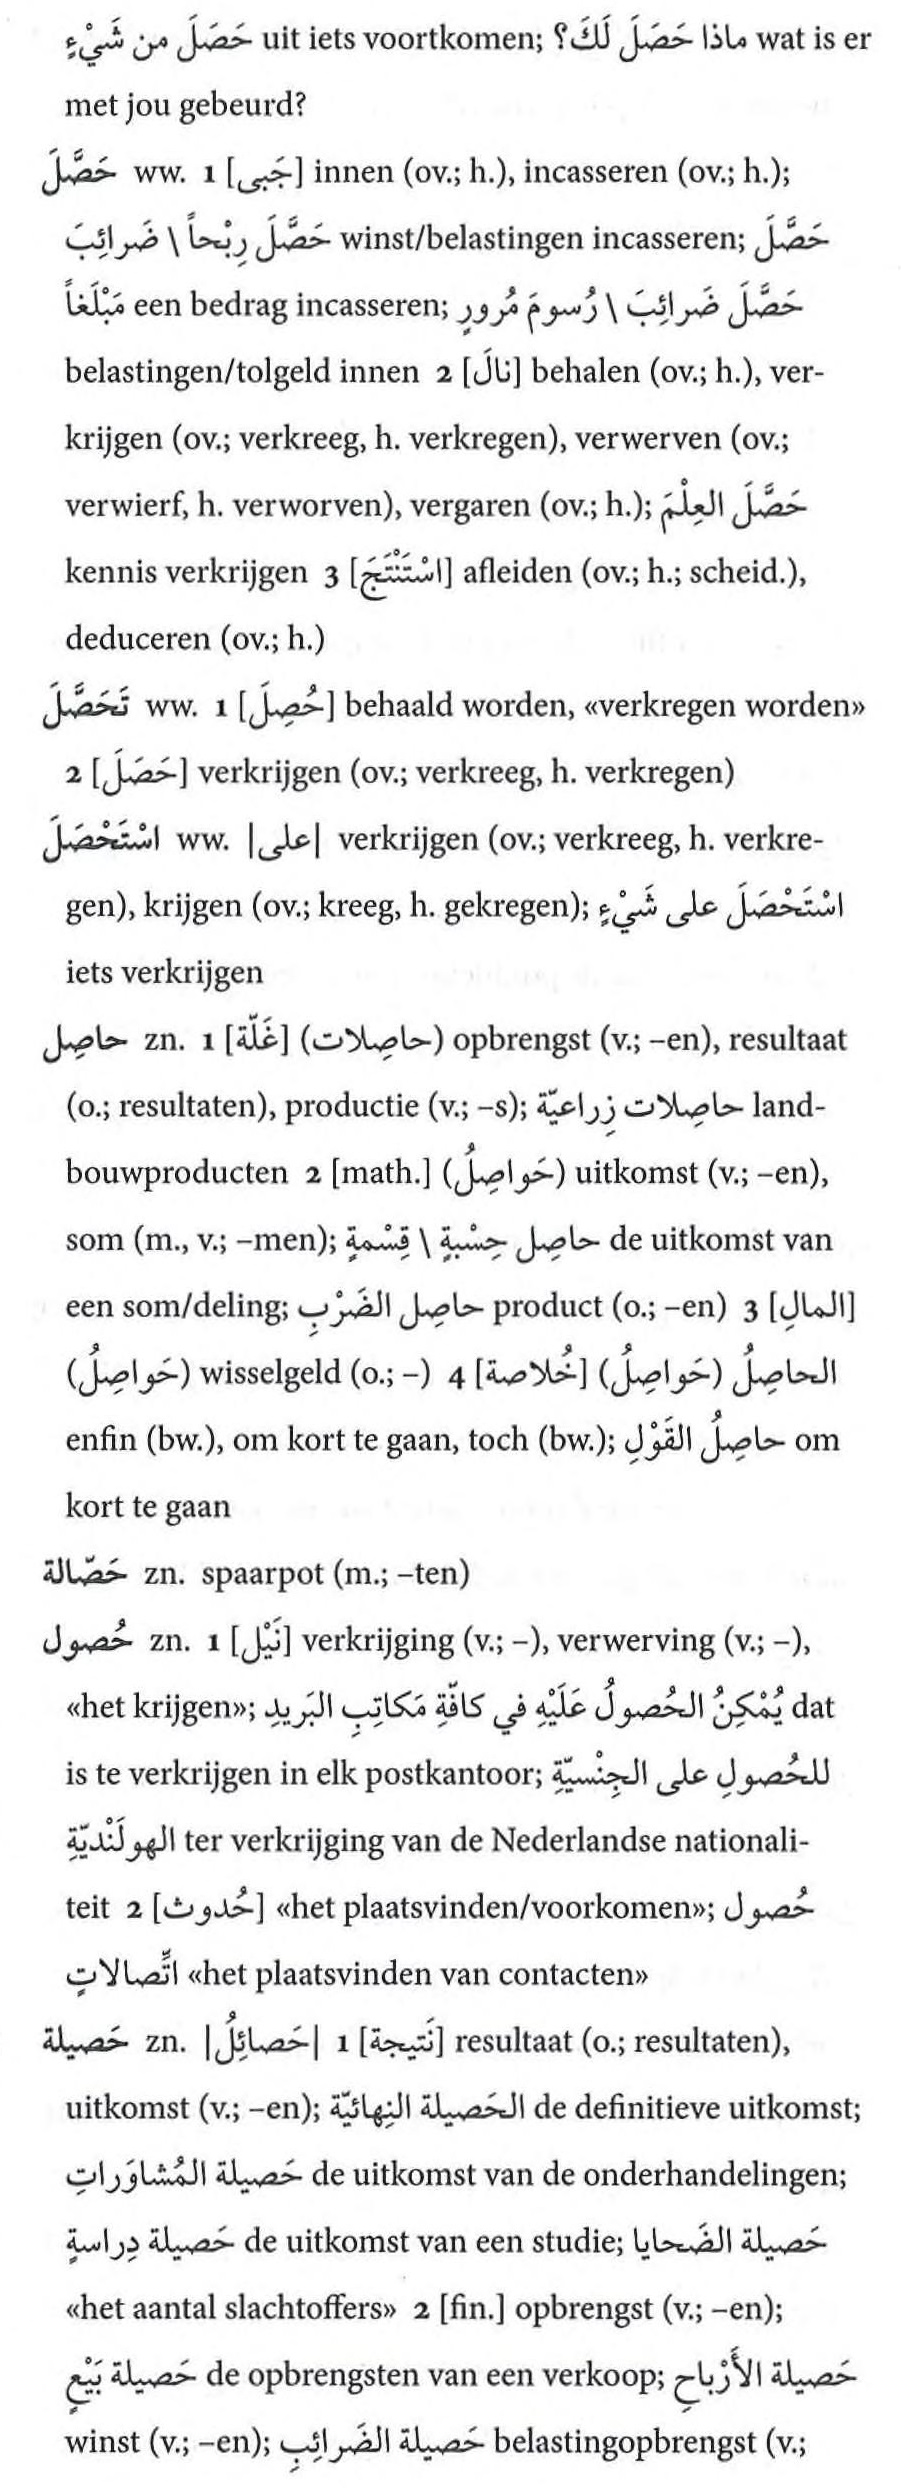 حَصَلَ من شَيْءٍ uit iets voortkomen; ماذا حَصَلَ لَكَ؟ wat is er
met jou gebeurd?
حَصَّلَ ww. 1 [جَبى] innen (ov.; h.), incasseren (ov.; h.);
حَصَّلَ رِبْحاً \ ضَرائِبَ winst/belastingen incasseren; حَصَّلَ
مَبْلَغاً een bedrag incasseren; حَصَّلَ ضَرائِبَ \ رُسومَ مُرورٍ
belastingen/tolgeld innen 2 [نالَ] behalen (ov.; h.), ver-
krijgen (ov.; verkreeg, h. verkregen), verwerven (ov.;
verwierf, h. verworven), vergaren (ov.; h.); حَصَّلَ العِلْمَ
kennis verkrijgen 3 [اسْتَنْتَجَ] afleiden (ov.; h.; scheid.),
deduceren (ov.; h.)
تَحَصَّلَ ww. 1 [حُصِلَ] behaald worden, «verkregen worden»
2 [حَصَلَ] verkrijgen (ov.; verkreeg, h. verkregen)
اسْتَحْصَلَ ww. |على| verkrijgen (ov.; verkreeg, h. verkre-
gen), krijgen (ov.; kreeg, h. gekregen); اسْتَحْصَلَ على شَيْءٍ
iets verkrijgen
حاصِل zn. 1 [غَلّة] (حاصِلات) opbrengst (v.; –en), resultaat
(o.; resultaten), productie (v.; –s); حاصِلات زِراعيّة land-
bouwproducten 2 [math.] (حَواصِلُ) uitkomst (v.; –en),
som (m., v.; –men); حاصِل حِسْبةٍ \ قِسْمةٍ de uitkomst van
een som/deling; حاصِل الضَرْبِ product (o.; –en) 3 [المالِ]
(حَواصِلُ) wisselgeld (o.; –) 4 [خُلاصة] (حَواصِلُ) الحاصِلُ
enfin (bw.), om kort te gaan, toch (bw.); حاصِلُ القَوْلِ om
kort te gaan
حَصّالة zn. spaarpot (m.; –ten)
حُصول zn. 1 [نَيْل] verkrijging (v.; –), verwerving (v.; –),
«het krijgen»; يُمْكِنُ الحُصولُ عَلَيْهِ في كافّةِ مَكاتِبِ البَريدِ dat
is te verkrijgen in elk postkantoor; للحُصولِ على الجِنْسيّةِ
الهولَنْديّةِ ter verkrijging van de Nederlandse nationali-
teit 2 [حُدوث] «het plaatsvinden/voorkomen»; حُصول
اتِّصالاتٍ «het plaatsvinden van contacten»
حَصيلة zn. |حَصائِلُ| 1 [نَتيجة] resultaat (o.; resultaten),
uitkomst (v.; –en); الحَصيلة النِهائيّة de definitieve uitkomst;
حَصيلة المُشاوَراتِ de uitkomst van de onderhandelingen;
حَصيلة دِراسةٍ de uitkomst van een studie; حَصيلة الضَحايا
«het aantal slachtoffers» 2 [fin.] opbrengst (v.; –en);
حَصيلة بَيْعٍ de opbrengsten van een verkoop; حَصيلة الأَرْباحِ
winst (v.; –en); حَصيلة الضَرائِبِ belastingopbrengst (v.;